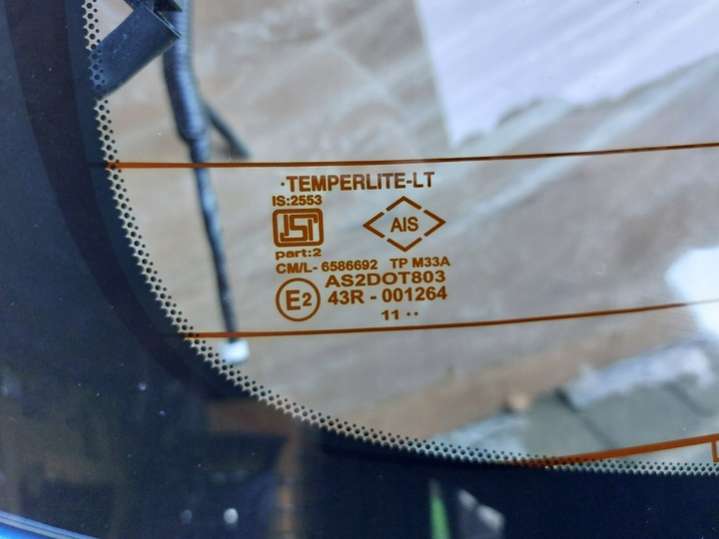 ·TEMPERLITE-LT
IS:2553
ISI
AIS
part:2
CM/L- 6586692 TP M33A
AS2DOT803
E2 43R - 001264
11 ··